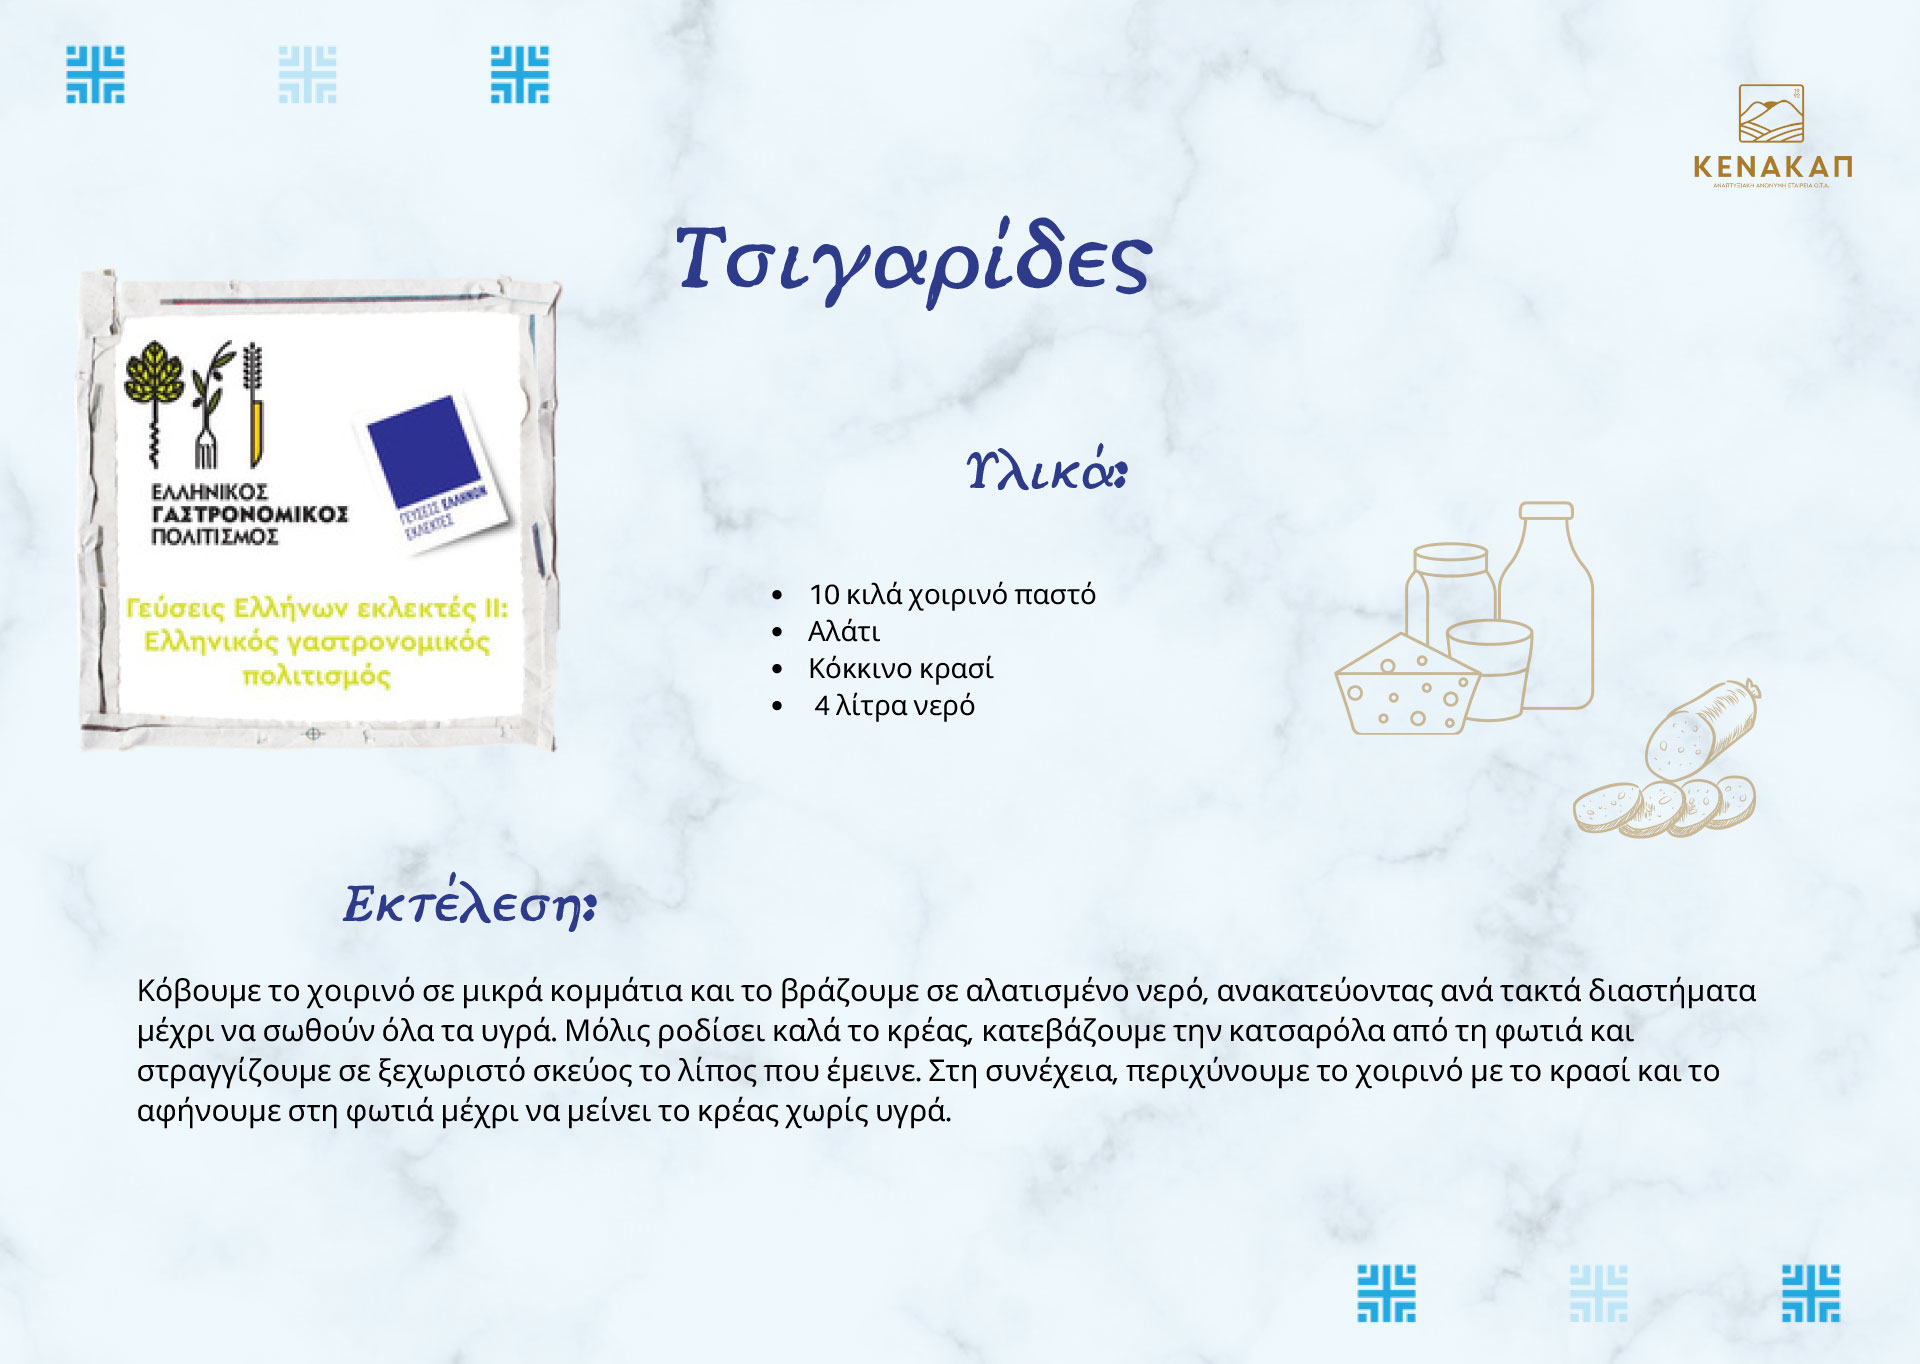 ΚΕΝΑΚΑΠ
ΑΝΑΠΤΥΞΙΑΚΗ ΑΝΩΝΥΜΗ ΕΤΑΙΡΕΙΑ Ο.Τ.Α.
Τσιγαρίδες
ΕΛΛΗΝΙΚΟΣ
ΓΑΣΤΡΟΝΟΜΙΚΟΣ
ΠΟΛΙΤΙΣΜΟΣ
ΓΕΥΣΕΙΣ ΕΛΛΗΝΩΝ
ΕΚΛΕΚΤΕΣ
Γεύσεις Ελλήνων εκλεκτές ΙΙ:
Ελληνικός γαστρονομικός
πολιτισμός
Υλικά:
• 10 κιλά χοιρινό παστό
• Αλάτι
• Κόκκινο κρασί
• 4 λίτρα νερό
Εκτέλεση:
Κόβουμε το χοιρινό σε μικρά κομμάτια και το βράζουμε σε αλατισμένο νερό, ανακατεύοντας ανά τακτά διαστήματα
μέχρι να σωθούν όλα τα υγρά. Μόλις ροδίσει καλά το κρέας, κατεβάζουμε την κατσαρόλα από τη φωτιά και
στραγγίζουμε σε ξεχωριστό σκεύος το λίπος που έμεινε. Στη συνέχεια, περιχύνουμε το χοιρινό με το κρασί και το
αφήνουμε στη φωτιά μέχρι να μείνει το κρέας χωρίς υγρά.